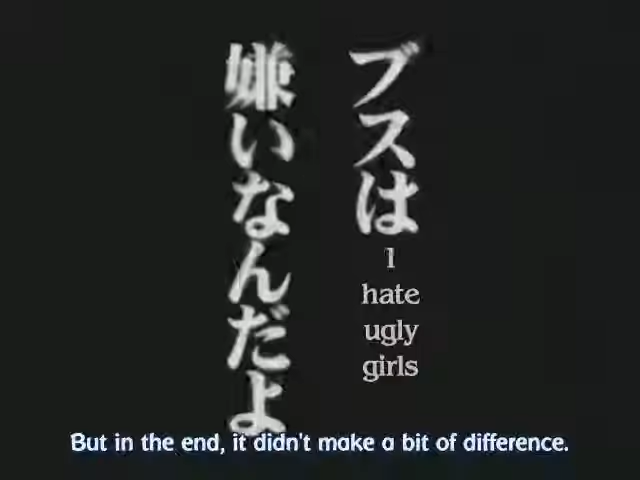 ブスは
嫌いなんだよ
I
hate
ugly
girls
But in the end, it didn't make a bit of difference.